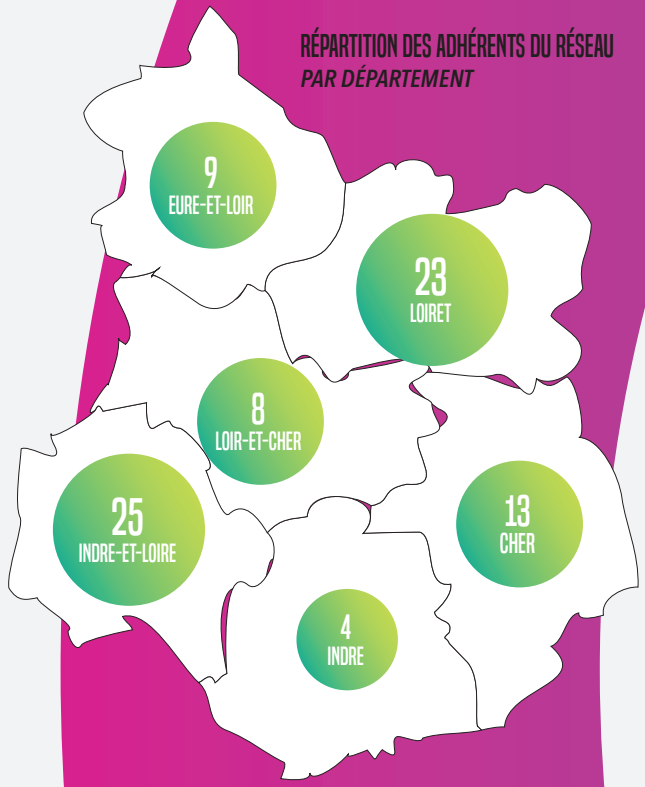 RÉPARTITION DES ADHÉRENTS DU RÉSEAU
PAR DÉPARTEMENT
9
EURE-ET-LOIR
23
LOIRET
8
LOIR-ET-CHER
25
INDRE-ET-LOIRE
13
CHER
4
INDRE